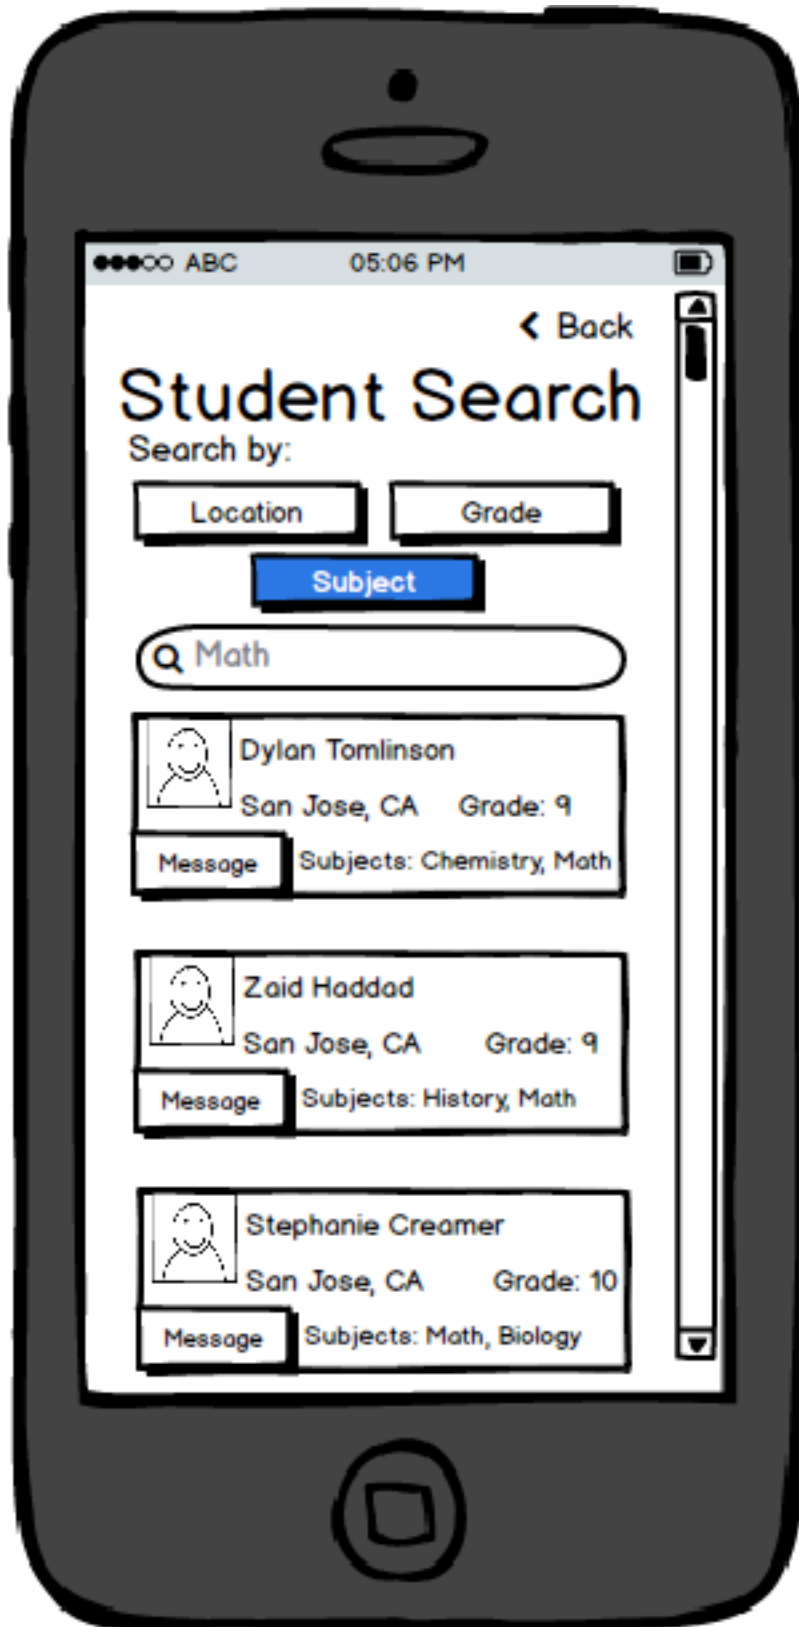 ABC 05:06 PM
Back
Student Search
Search by:
Location Grade
Subject
Math
Dylan Tomlinson
San Jose, CA Grade: 9
Message Subjects: Chemistry, Math
Zaid Haddad
San Jose, CA Grade: 9
Message Subjects: History, Math
Stephanie Creamer
San Jose, CA Grade: 10
Message Subjects: Math, Biology